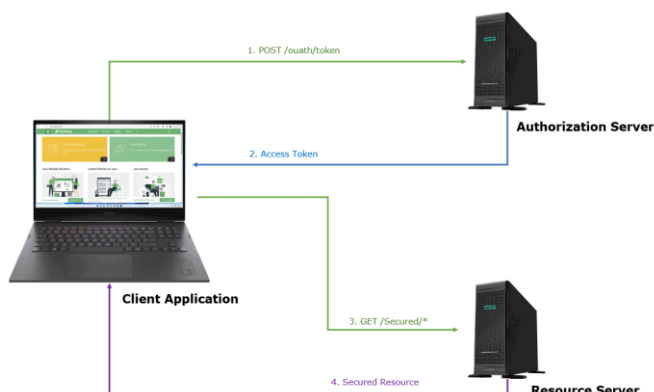 1. POST /ouath/token
Authorization Server
2. Access Token
Client Application
3. GET /Secured/*
4. Secured Resource
Resource Server